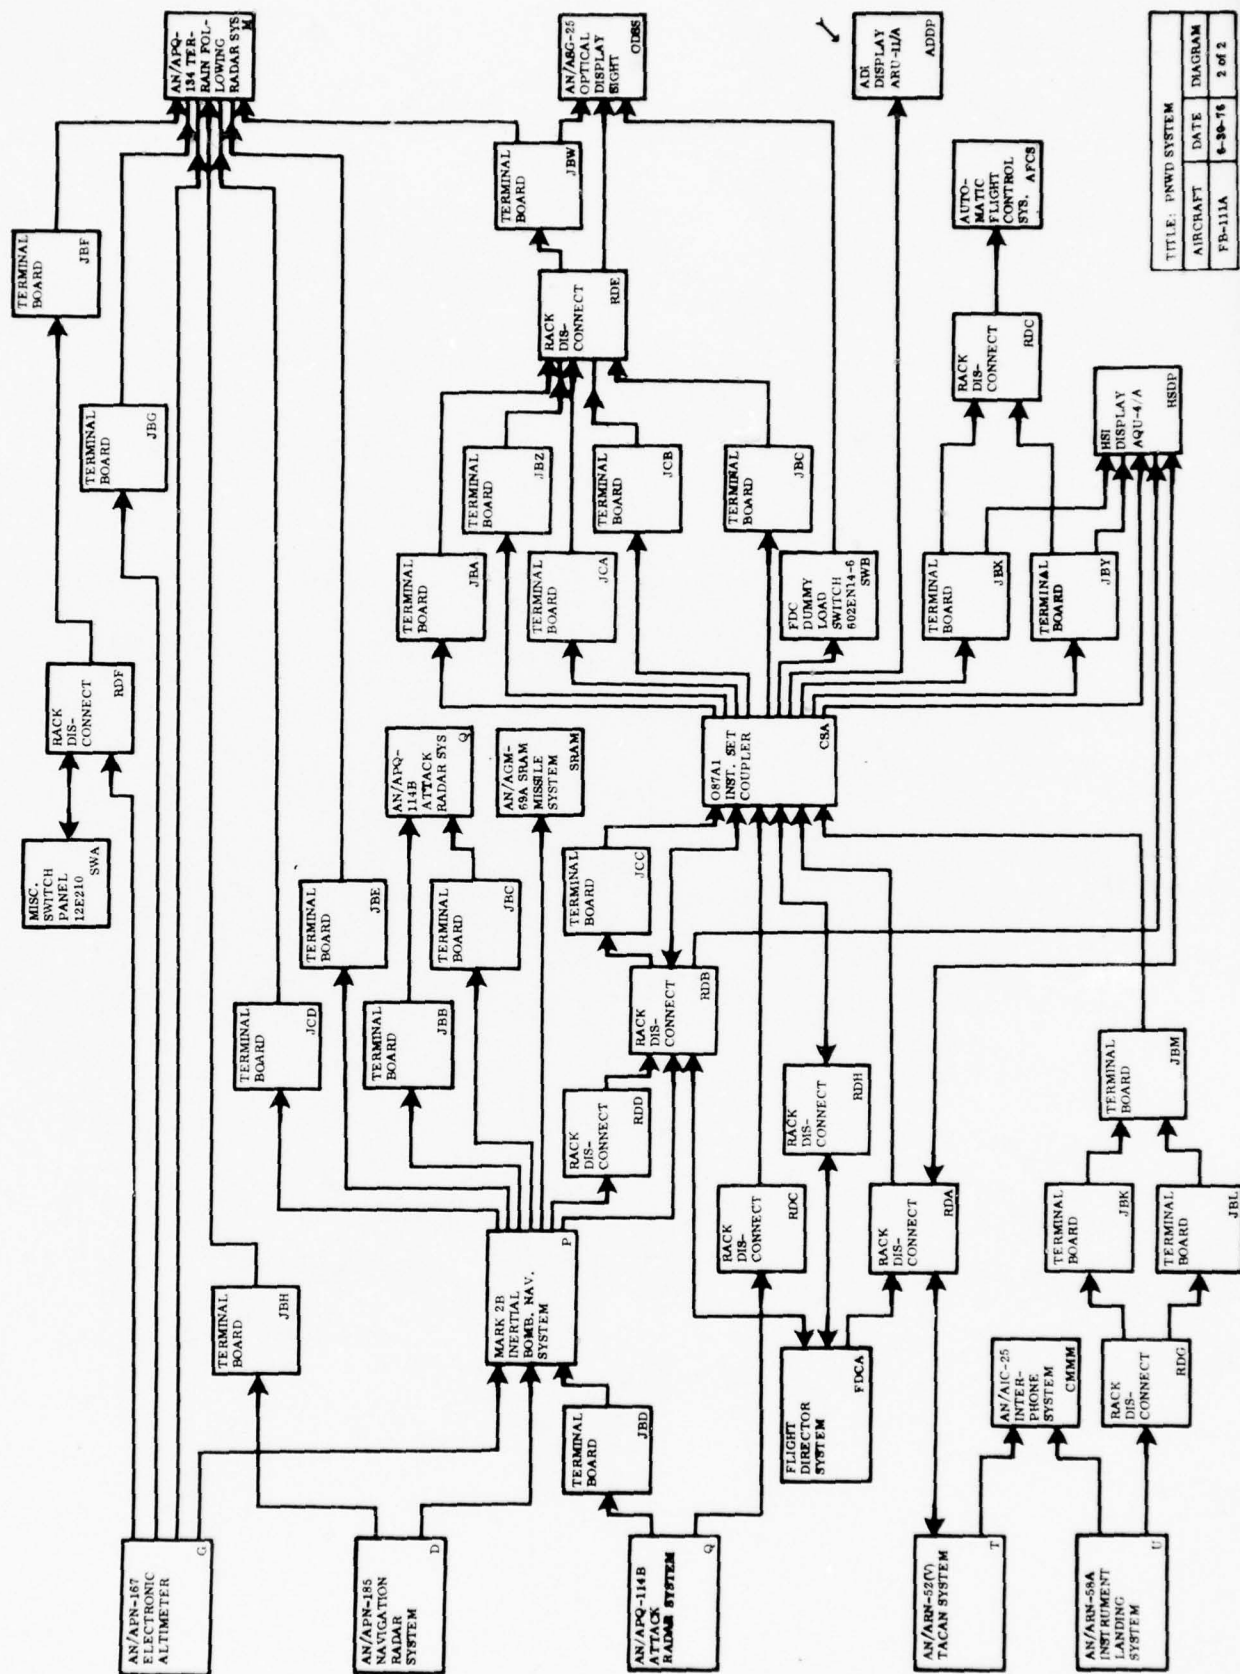 AN/APN-167
ELECTRONIC
ALTIMETER
G
AN/APN-185
NAVIGATION
RADAR
SYSTEM
D
AN/APQ-114B
ATTACK
RADAR SYSTEM
Q
AN/ARN-52(V)
TACAN SYSTEM
T
AN/ARN-58A
INSTRUMENT
LANDING
SYSTEM
U
TERMINAL
BOARD
JBH
MARK 2B
INERTIAL
BOMB. NAV.
SYSTEM
P
TERMINAL
BOARD
JBD
FLIGHT
DIRECTOR
SYSTEM
FDCA
AN/AIC-25
INTER-
PHONE
SYSTEM
CMMM
RACK
DIS-
CONNECT
RDG
MISC.
SWITCH
PANEL
12E210
SWA
RACK
DIS-
CONNECT
RDF
TERMINAL
BOARD
JCD
TERMINAL
BOARD
JBE
TERMINAL
BOARD
JBB
TERMINAL
BOARD
JBC
RACK
DIS-
CONNECT
RDD
RACK
DIS-
CONNECT
RDB
RACK
DIS-
CONNECT
RDC
RACK
DIS-
CONNECT
RDH
RACK
DIS-
CONNECT
RDA
TERMINAL
BOARD
JBK
TERMINAL
BOARD
JBL
TERMINAL
BOARD
JBM
AN/APQ-
114B
ATTACK
RADAR SYS
Q
AN/AGM-
69A SRAM
MISSILE
SYSTEM
SRAM
TERMINAL
BOARD
JCC
O87A1
INST. SET
COUPLER
CSA
TERMINAL
BOARD
JBF
TERMINAL
BOARD
JBG
TERMINAL
BOARD
JBA
TERMINAL
BOARD
JBZ
TERMINAL
BOARD
JCA
TERMINAL
BOARD
JCB
TERMINAL
BOARD
JBC
FDC
DUMMY
LOAD
SWITCH
602EN14-6
SWB
TERMINAL
BOARD
JBX
TERMINAL
BOARD
JBY
RACK
DIS-
CONNECT
RDE
TERMINAL
BOARD
JBW
RACK
DIS-
CONNECT
RDC
HSI
DISPLAY
AQU-4/A
HSDP
AUTO-
MATIC
FLIGHT
CONTROL
SYS. AFCS
AN/APQ-
134 TER-
RAIN FOL-
LOWING
RADAR SYS
M
AN/ASG-25
OPTICAL
DISPLAY
SIGHT
ODSS
ADI
DISPLAY
ARU-11/A
ADDP
TITLE: PNWD SYSTEM
AIRCRAFT DATE DIAGRAM
FB-111A 6-30-76 2 of 2